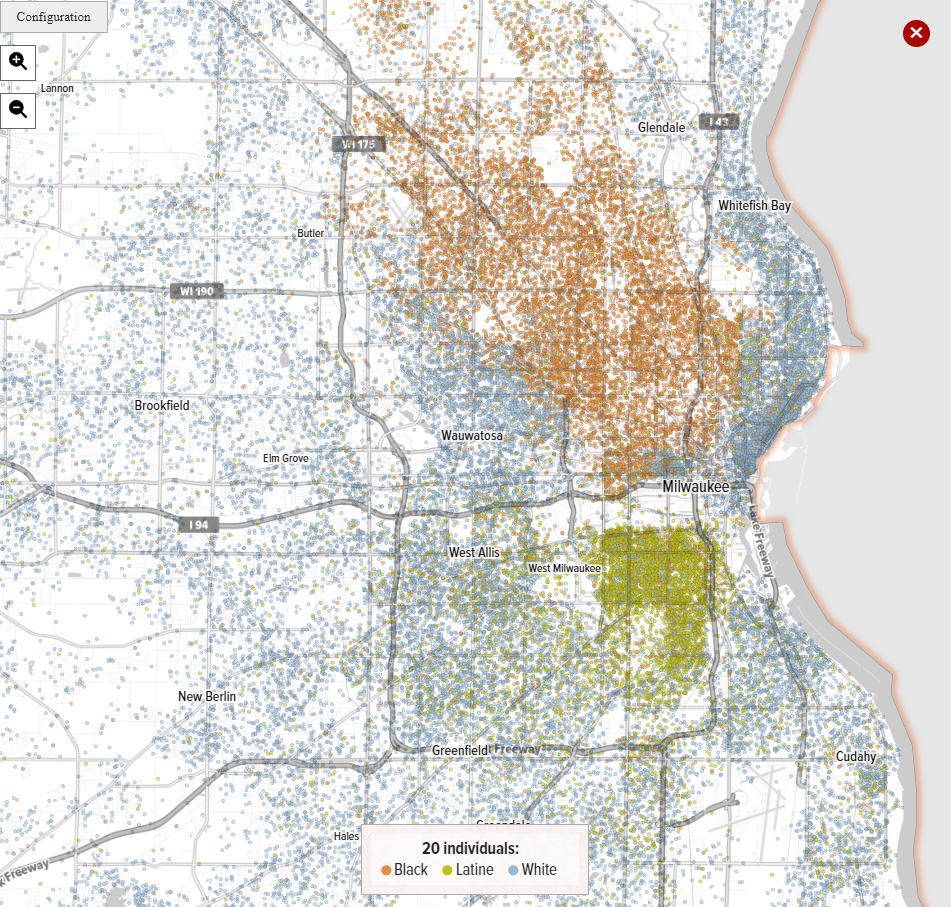 Configuration
Lannon
Glendale
I 43
WI 175
Whitefish Bay
Butler
WI 190
Brookfield
Wauwatosa
Elm Grove
Milwaukee
I 94
Lake Freeway
West Allis
West Milwaukee
New Berlin
Greenfield
Freeway
Cudahy
Hales
Greendale
Freeway
20 individuals:
Black
Latine
White